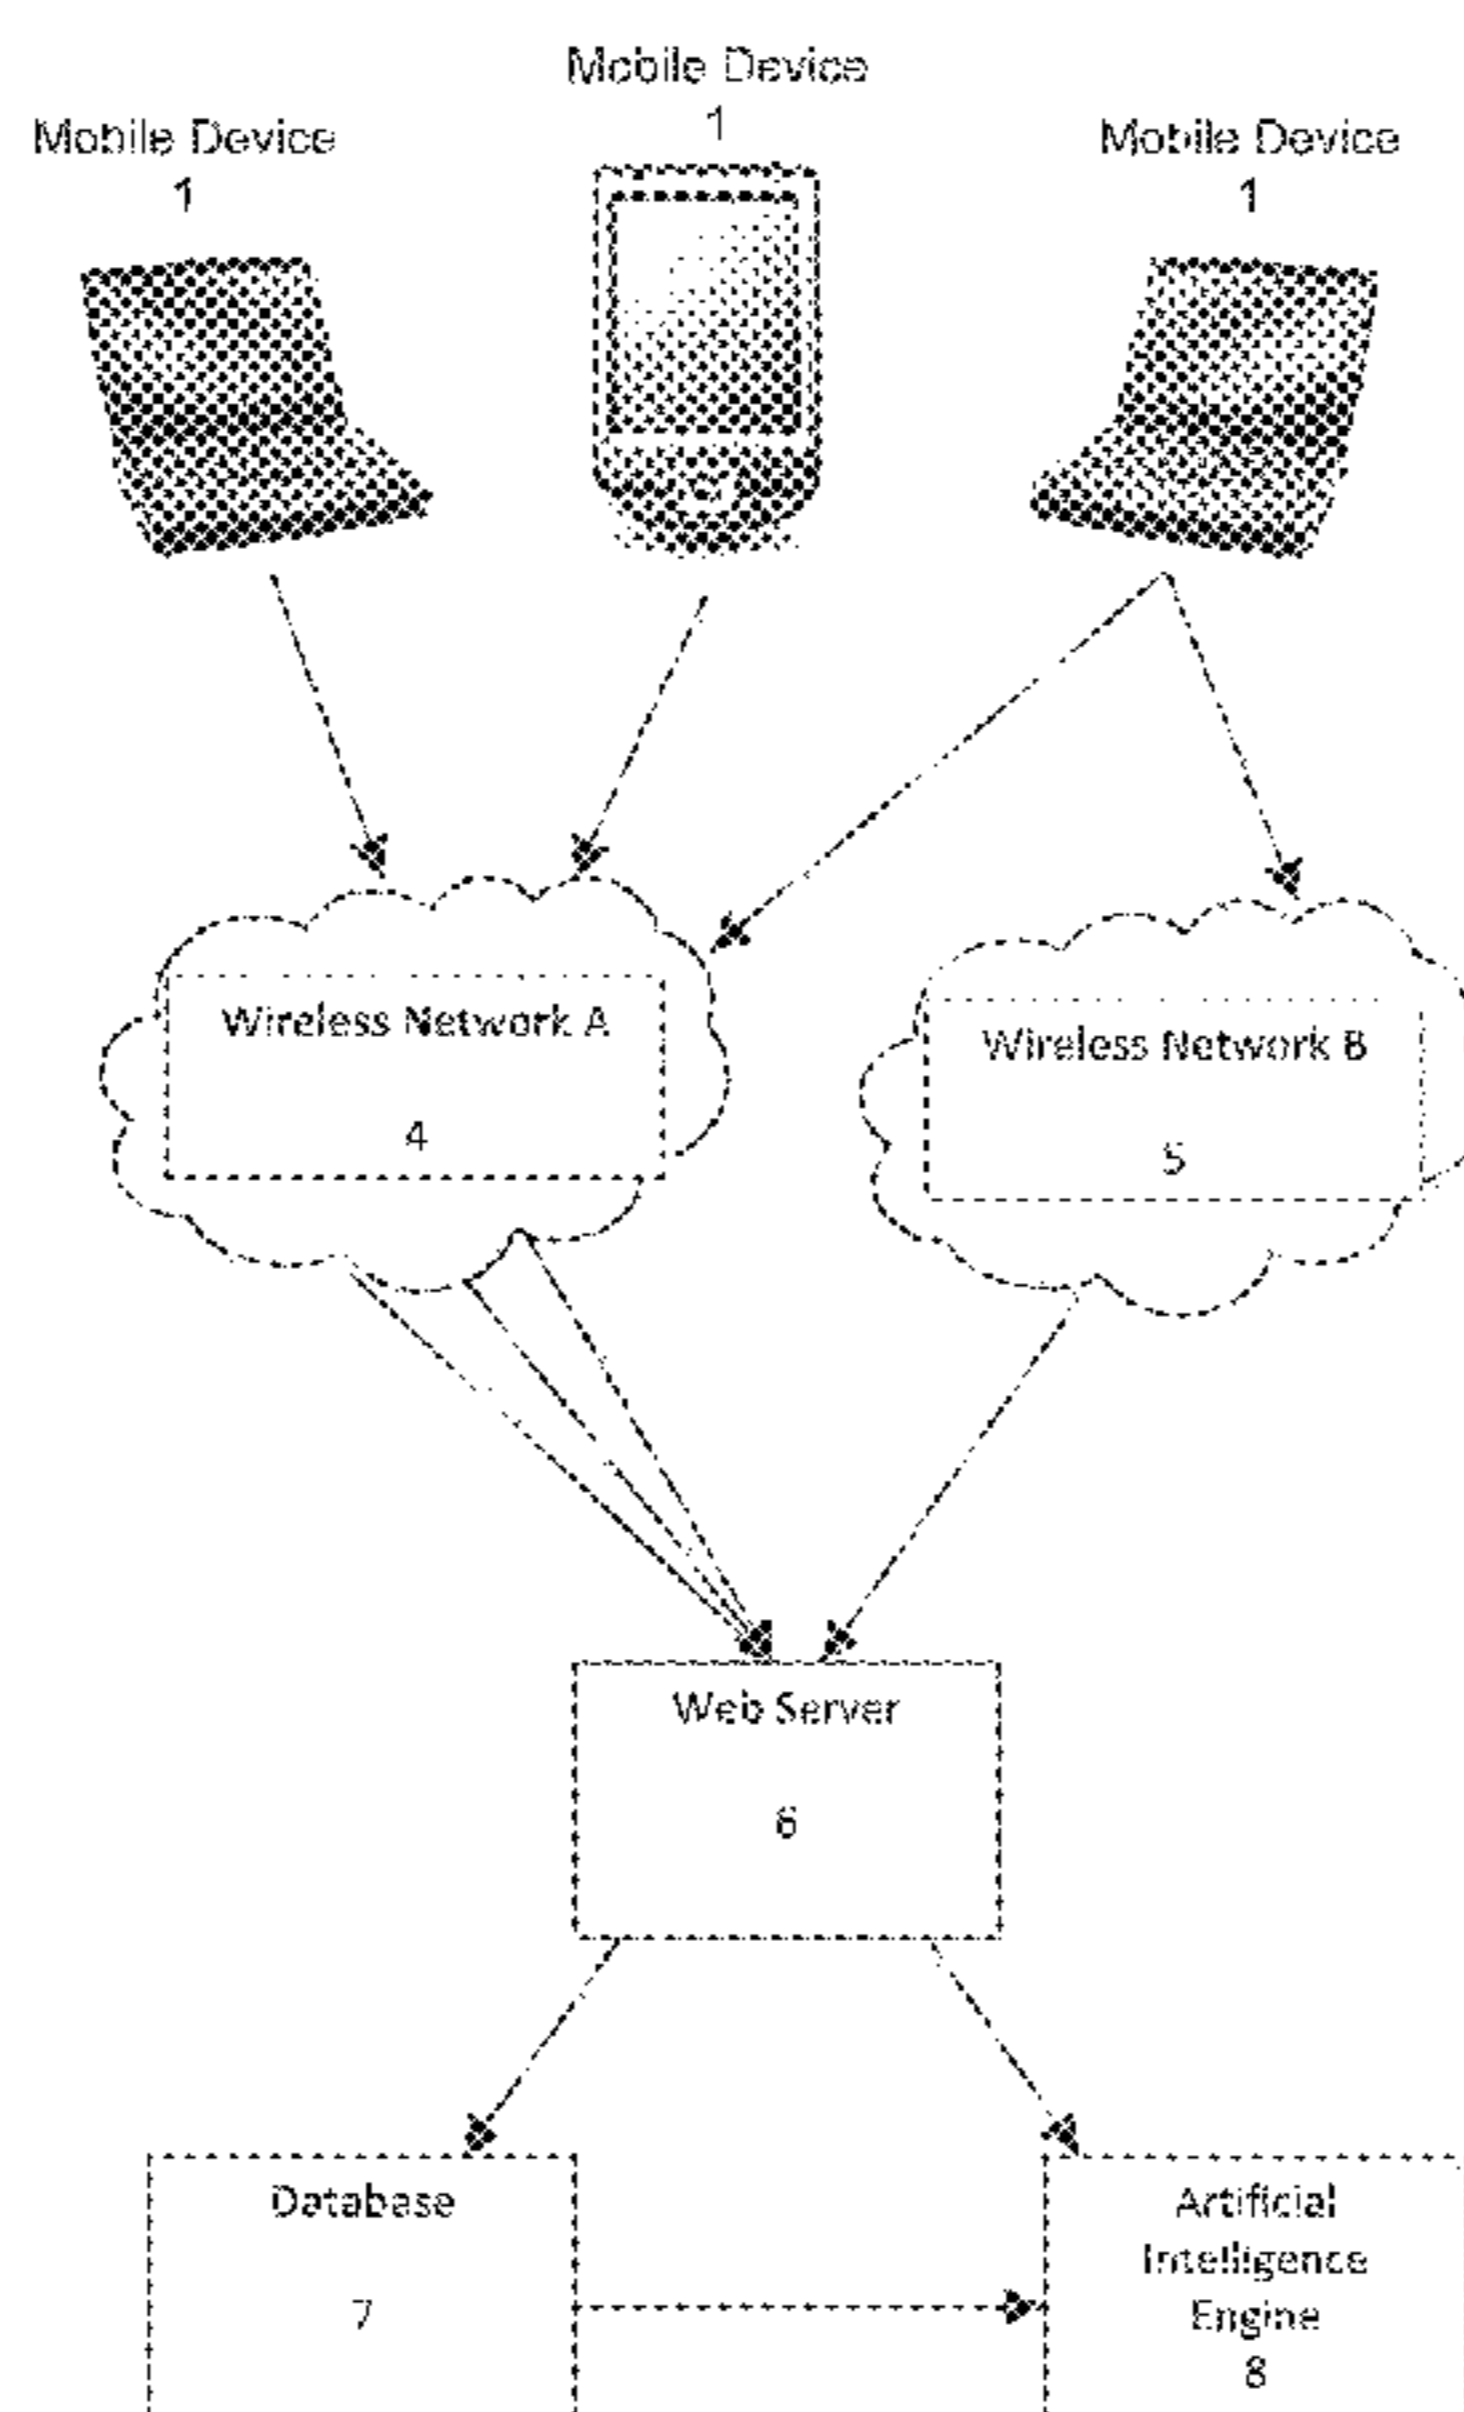 Mobile Device
1
Mobile Device
1
Mobile Device
1
Wireless Network A
4
Wireless Network B
5
Web Server
6
Database
7
Artificial
Intelligence
Engine
8